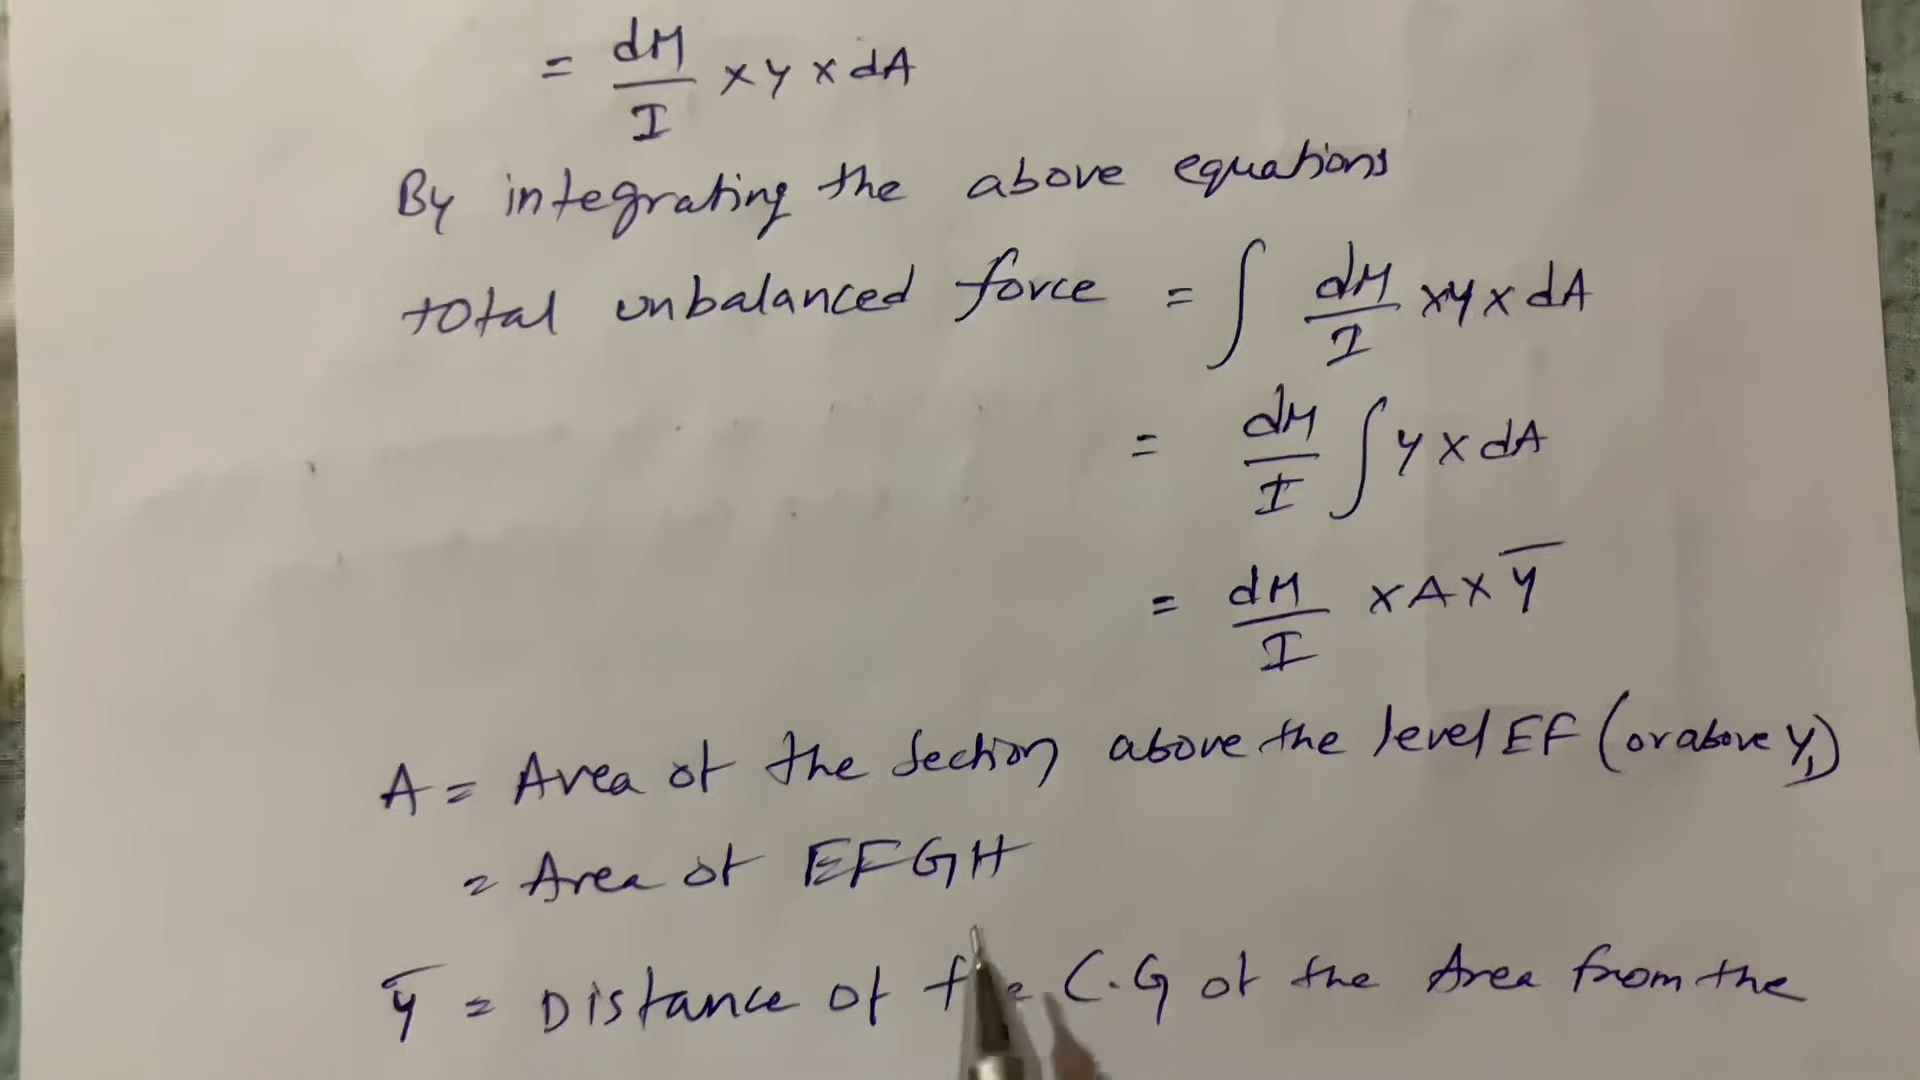 = dM/I × y × dA
By integrating the above equations
total unbalanced force = ∫ dM/I × y × dA
= dM/I ∫ y × dA
= dM/I × A × ȳ
A = Area of the Section above the level EF (or above y₁)
= Area of EFGH
ȳ = Distance of the C.G of the Area from the